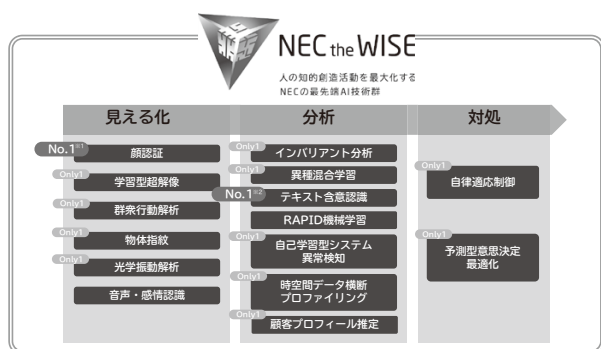 NEC the WISE
人の知的創造活動を最大化する
NECの最先端AI技術群
見える化
No.1※1
顔認証
Only1
学習型超解像
Only1
群衆行動解析
Only1
物体指紋
Only1
光学振動解析
音声・感情認識
分析
Only1
インバリアント分析
Only1
異種混合学習
No.1※2
テキスト含意認識
RAPID機械学習
Only1
自己学習型システム
異常検知
Only1
時空間データ横断
プロファイリング
Only1
顧客プロフィール推定
対処
Only1
自律適応制御
Only1
予測型意思決定
最適化